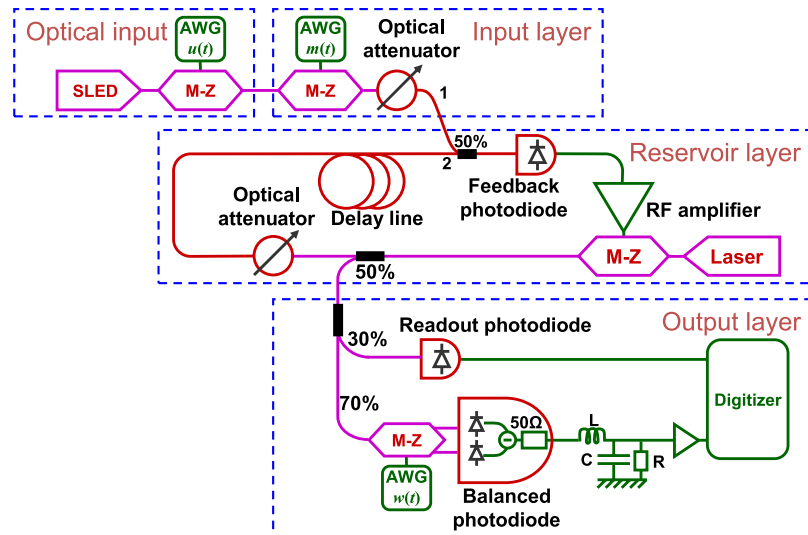 Optical input
AWG
u(t)
SLED
M-Z
AWG
m(t)
M-Z
Optical
attenuator
Input layer
1
50%
2
Delay line
Feedback
photodiode
Reservoir layer
RF amplifier
Optical
attenuator
50%
M-Z
Laser
Output layer
30%
Readout photodiode
70%
M-Z
AWG
w(t)
50Ω
Balanced
photodiode
L
C
R
Digitizer